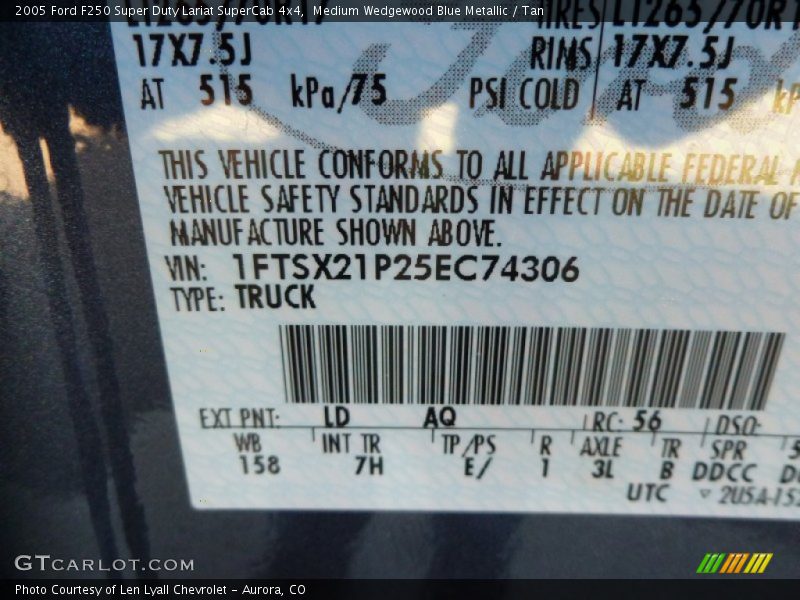 2005 Ford F250 Super Duty Lariat SuperCab 4x4, Medium Wedgewood Blue Metallic / Tan
17X7.5J RIMS 17X7.5J
AT 515 kPa/75 PSI COLD AT 515
THIS VEHICLE CONFORMS TO ALL APPLICABLE FEDERAL
VEHICLE SAFETY STANDARDS IN EFFECT ON THE DATE OF
MANUFACTURE SHOWN ABOVE.
VIN: 1FTSX21P25EC74306
TYPE: TRUCK
EXT PNT: LD AQ RC: 56 DSO:
WB INT TR TP/PS R AXLE TR SPR
158 7H E/ 1 3L B DDCC
UTC
GTCARLOT.COM
Photo Courtesy of Len Lyall Chevrolet – Aurora, CO